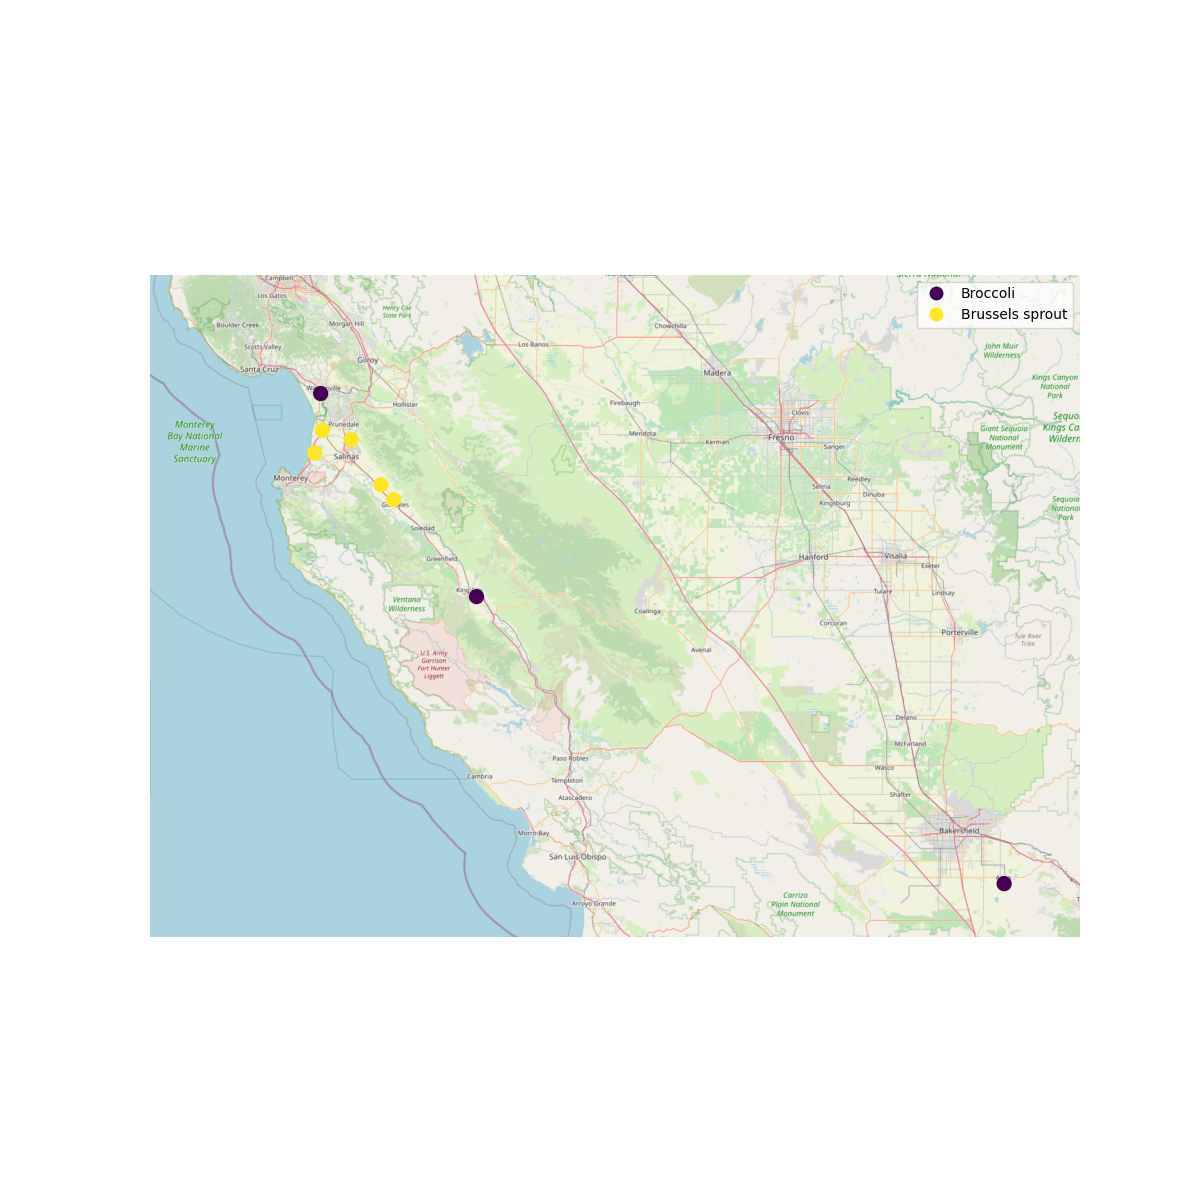 Broccoli
Brussels sprout
Campbell
Los Gatos
Henry Coe
State Park
Boulder Creek
Morgan Hill
Scotts Valley
Gilroy
Santa Cruz
Hollister
Prunedale
Salinas
Monterey
Monterey
Bay National
Marine
Sanctuary
Soledad
Greenfield
Ventana
Wilderness
U.S. Army
Garrison
Fort Hunter
Liggett
Los Banos
Chowchilla
Madera
Firebaugh
Mendota
Kerman
Clovis
Fresno
Sanger
Reedley
Selma
Dinuba
Kingsburg
Hanford
Visalia
Exeter
Tulare
Lindsay
Corcoran
Porterville
Tule River
Tribe
Coalinga
Avenal
John Muir
Wilderness
Kings Canyon
National
Park
Giant Sequoia
National
Monument
Sequoia
National
Park
Delano
McFarland
Wasco
Shafter
Bakersfield
Paso Robles
Templeton
Atascadero
Cambria
Morro Bay
San Luis Obispo
Arroyo Grande
Carrizo
Plain National
Monument